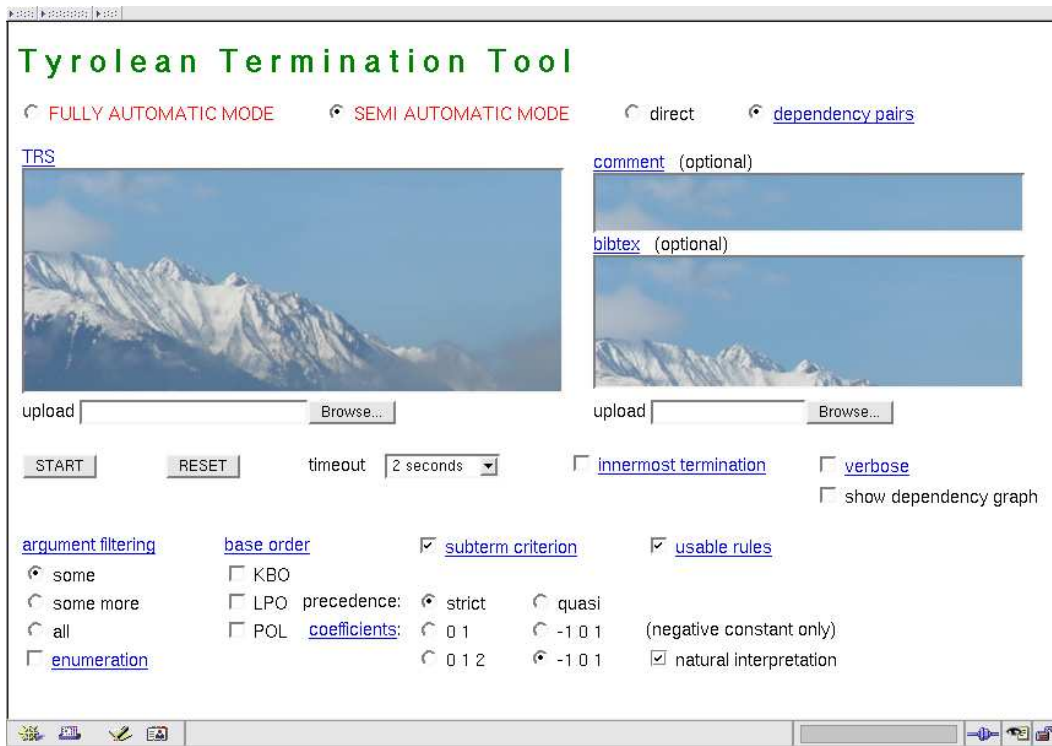 Tyrolean Termination Tool
FULLY AUTOMATIC MODE SEMI AUTOMATIC MODE direct dependency pairs
TRS
comment (optional)
bibtex (optional)
upload Browse... upload Browse...
START RESET timeout 2 seconds innermost termination verbose
show dependency graph
argument filtering base order subterm criterion usable rules
some KBO
some more LPO precedence: strict quasi
all POL coefficients: 0 1 -1 0 1 (negative constant only)
enumeration 0 1 2 -1 0 1 natural interpretation